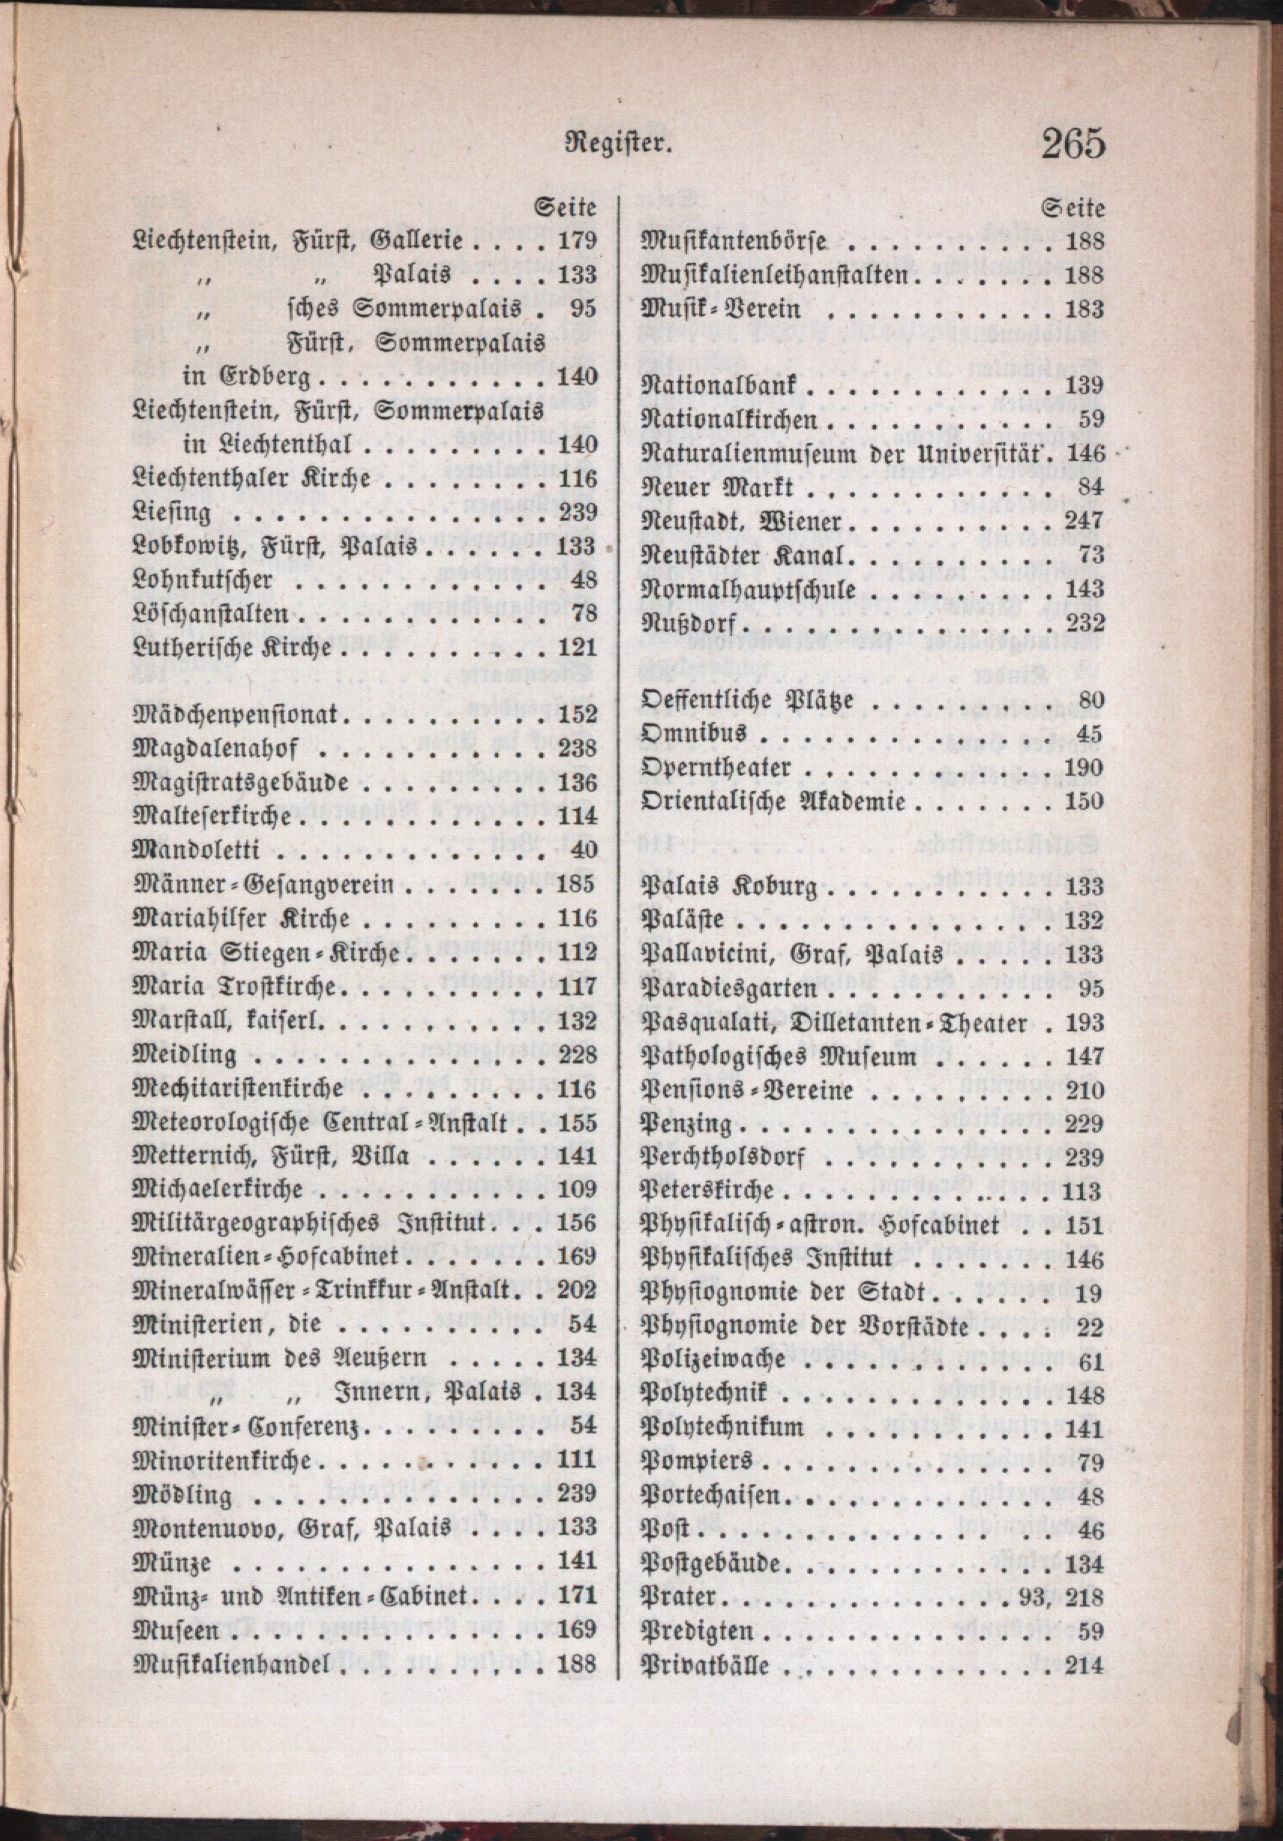 Register.
265
Seite
Liechtenstein, Fürst, Gallerie . . . . 179
„ „ Palais . . . . 133
„ sches Sommerpalais . 95
„ Fürst, Sommerpalais
in Erdberg . . . . . . . . . . . 140
Liechtenstein, Fürst, Sommerpalais
in Liechtenthal . . . . . . . . . 140
Liechtenthaler Kirche . . . . . . . . 116
Liesing . . . . . . . . . . . . . . . 239
Lobkowitz, Fürst, Palais . . . . . . 133
Lohnkutscher . . . . . . . . . . . . 48
Löschanstalten . . . . . . . . . . . . 78
Lutherische Kirche . . . . . . . . . . 121
Mädchenpensionat . . . . . . . . . . 152
Magdalenahof . . . . . . . . . . . 238
Magistratsgebäude . . . . . . . . . 136
Malteserkirche . . . . . . . . . . . . 114
Mandoletti . . . . . . . . . . . . . 40
Männer-Gesangverein . . . . . . . 185
Mariahilfer Kirche . . . . . . . . . 116
Maria Stiegen-Kirche . . . . . . . 112
Maria Trostkirche . . . . . . . . . . 117
Marstall, kaiserl. . . . . . . . . . . . 132
Meidling . . . . . . . . . . . . . . 228
Mechitaristenkirche . . . . . . . . . 116
Meteorologische Central-Anstalt . . 155
Metternich, Fürst, Villa . . . . . . 141
Michaelerkirche . . . . . . . . . . . 109
Militärgeographisches Institut . . . 156
Mineralien-Hofcabinet . . . . . . . 169
Mineralwässer-Trinkkur-Anstalt . . 202
Ministerien, die . . . . . . . . . . 54
Ministerium des Aeußern . . . . . 134
„ „ Innern, Palais . 134
Minister-Conferenz . . . . . . . . . 54
Minoritenkirche . . . . . . . . . . . 111
Mödling . . . . . . . . . . . . . . 239
Montenuovo, Graf, Palais . . . . 133
Münze . . . . . . . . . . . . . . . 141
Münz- und Antiken-Cabinet . . . . 171
Museen . . . . . . . . . . . . . . . 169
Musikalienhandel . . . . . . . . . . 188
Seite
Musikantenbörse . . . . . . . . . . . 188
Musikalienleihanstalten . . . . . . . 188
Musik-Verein . . . . . . . . . . . 183
Nationalbank . . . . . . . . . . . . 139
Nationalkirchen . . . . . . . . . . . 59
Naturalienmuseum der Universität . 146
Neuer Markt . . . . . . . . . . . . 84
Neustadt, Wiener . . . . . . . . . . 247
Neustädter Kanal . . . . . . . . . . 73
Normalhauptschule . . . . . . . . . 143
Nußdorf . . . . . . . . . . . . . . . 232
Oeffentliche Plätze . . . . . . . . . 80
Omnibus . . . . . . . . . . . . . . 45
Operntheater . . . . . . . . . . . . 190
Orientalische Akademie . . . . . . . 150
Palais Koburg . . . . . . . . . . . 133
Paläste . . . . . . . . . . . . . . . 132
Pallavicini, Graf, Palais . . . . . 133
Paradiesgarten . . . . . . . . . . . 95
Pasqualati, Dilletanten-Theater . 193
Pathologisches Museum . . . . . . 147
Pensions-Vereine . . . . . . . . . 210
Penzing . . . . . . . . . . . . . . . 229
Perchtholsdorf . . . . . . . . . . . 239
Peterskirche . . . . . . . . . . . . . 113
Physikalisch-astron. Hofcabinet . . 151
Physikalisches Institut . . . . . . . 146
Physiognomie der Stadt . . . . . . 19
Physiognomie der Vorstädte . . . . 22
Polizeiwache . . . . . . . . . . . . 61
Polytechnik . . . . . . . . . . . . . 148
Polytechnikum . . . . . . . . . . . 141
Pompiers . . . . . . . . . . . . . . 79
Portechaisen . . . . . . . . . . . . . 48
Post . . . . . . . . . . . . . . . . . 46
Postgebäude . . . . . . . . . . . . . 134
Prater . . . . . . . . . . . . . . 93, 218
Predigten . . . . . . . . . . . . . . 59
Privatbälle . . . . . . . . . . . . . 214